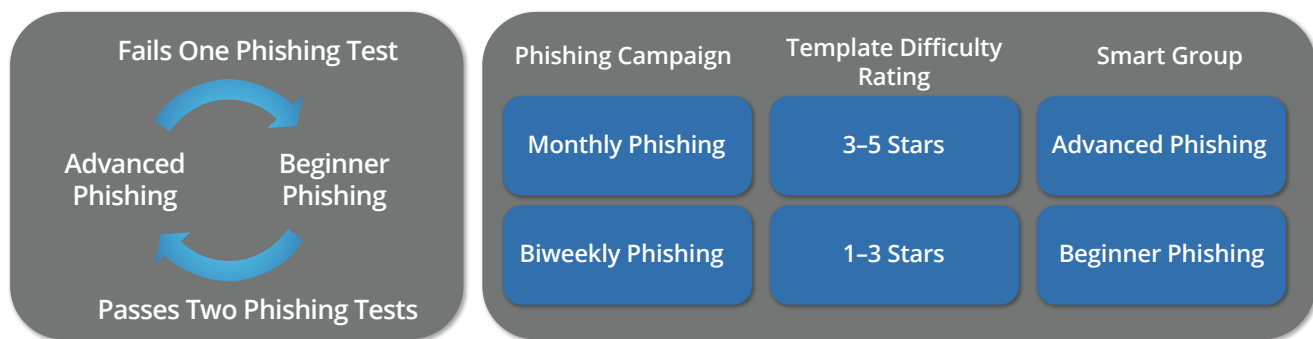 Fails One Phishing Test
Advanced
Phishing
Beginner
Phishing
Passes Two Phishing Tests
Phishing Campaign
Template Difficulty
Rating
Smart Group
Monthly Phishing
3–5 Stars
Advanced Phishing
Biweekly Phishing
1–3 Stars
Beginner Phishing